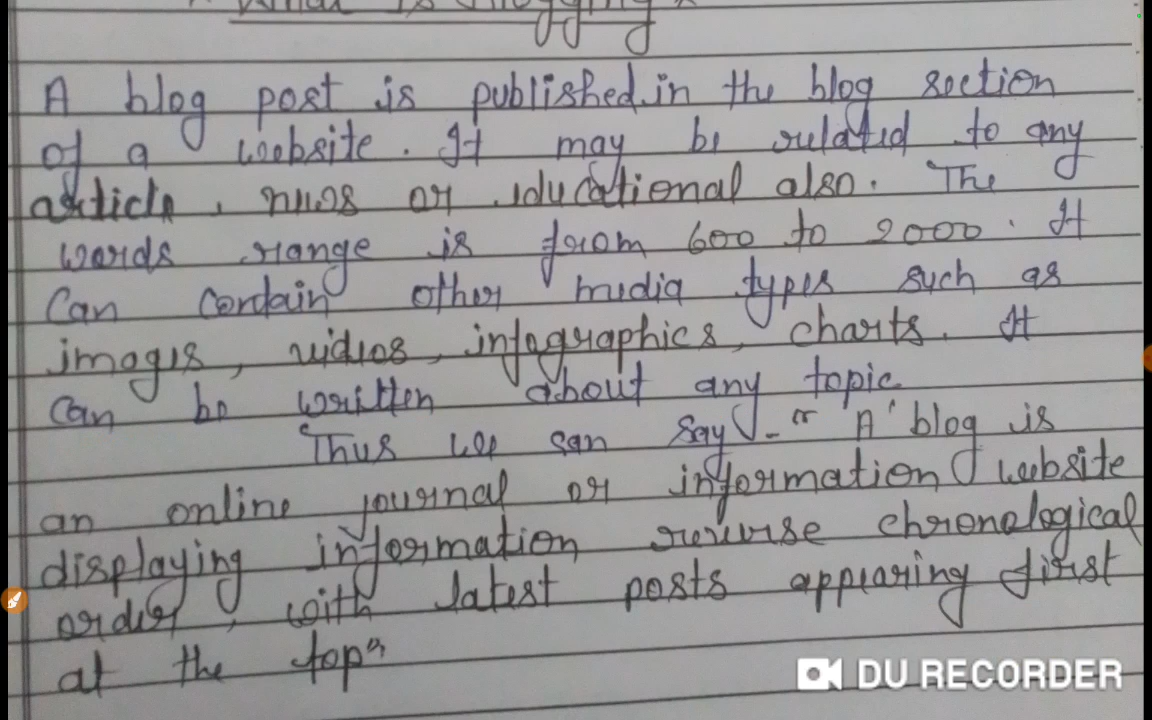 What is Blogging
A blog post is published in the blog section
of a website. It may be related to any
article, news or educational also. The
words range is from 600 to 2000. It
Can contain other media types such as
images, videos, infographics, charts. It
Can be written about any topic
Thus we can say - " A blog is
an online journal or information website
displaying information reverse chronological
order, with latest posts appearing first
at the top"
DU RECORDER